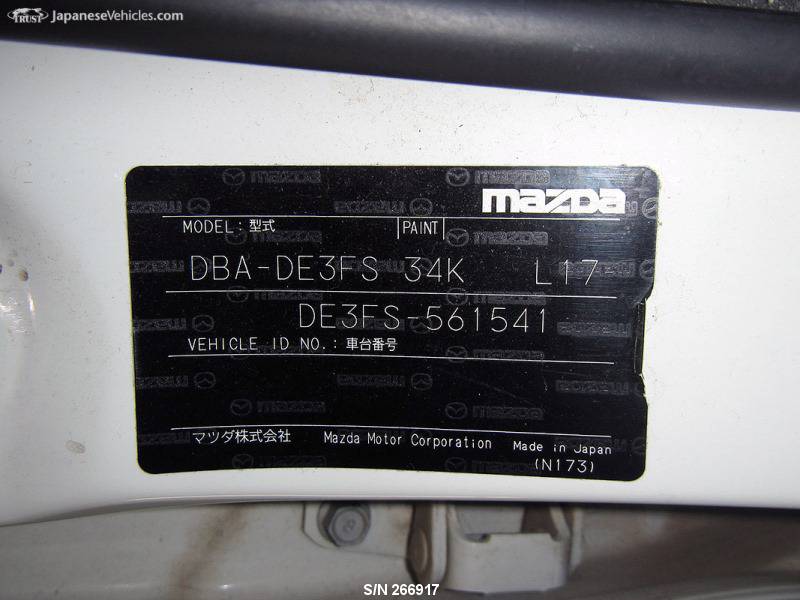 TRUST JapaneseVehicles.com
mazda
MODEL: 型式 PAINT
DBA-DE3FS 34K L17
DE3FS-561541
VEHICLE ID NO.: 車台番号
マツダ株式会社 Mazda Motor Corporation Made in Japan
(N173)
S/N 266917